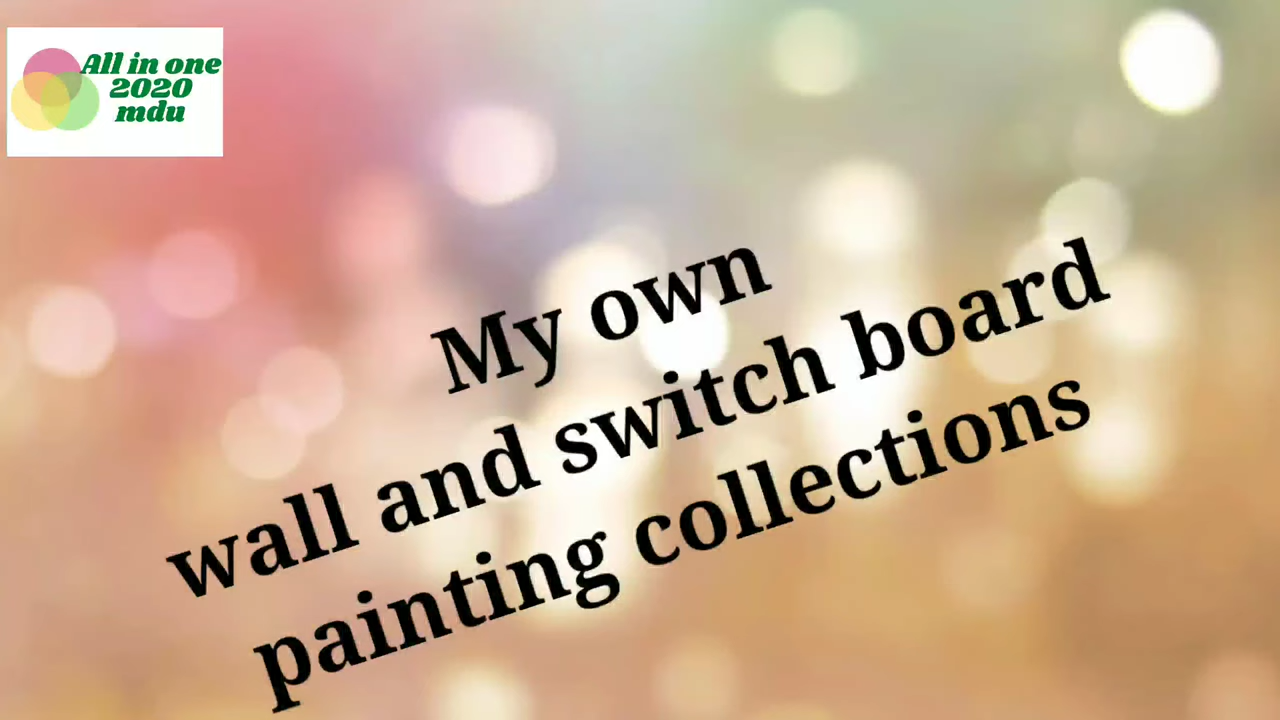 All in one
2020
mdu
My own
wall and switch board
painting collections